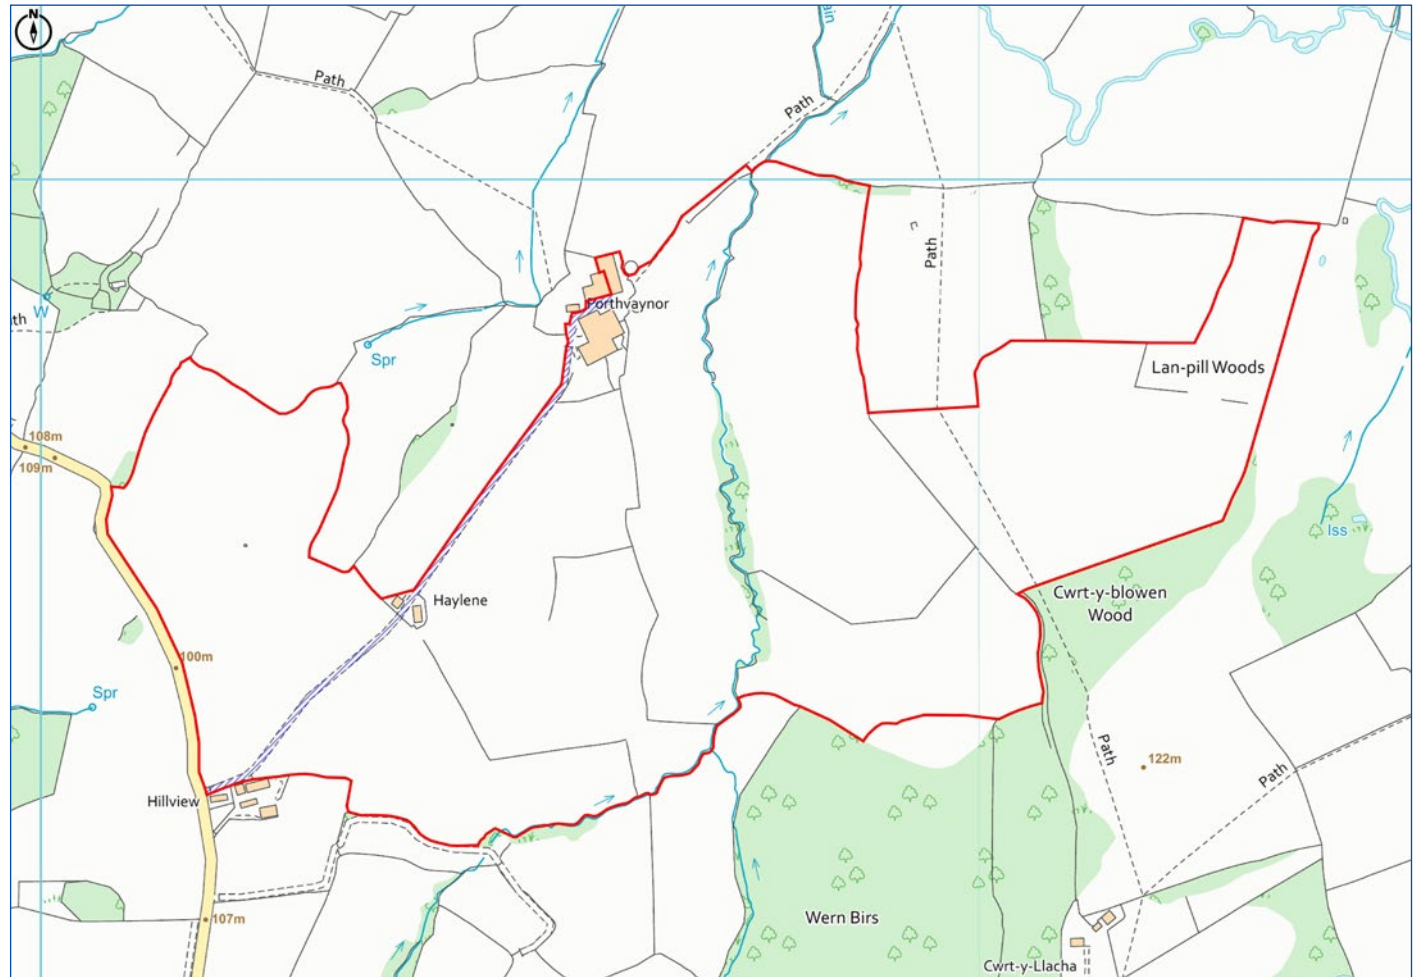 N
ain
Path
Path
Path
Porthvaynor
W
th
Spr
Lan-pill Woods
108m
109m
Iss
Haylene
Cwrt-y-blowen
Wood
100m
Spr
Path
122m
Path
Hillview
107m
Wern Birs
Cwrt-y-Llacha